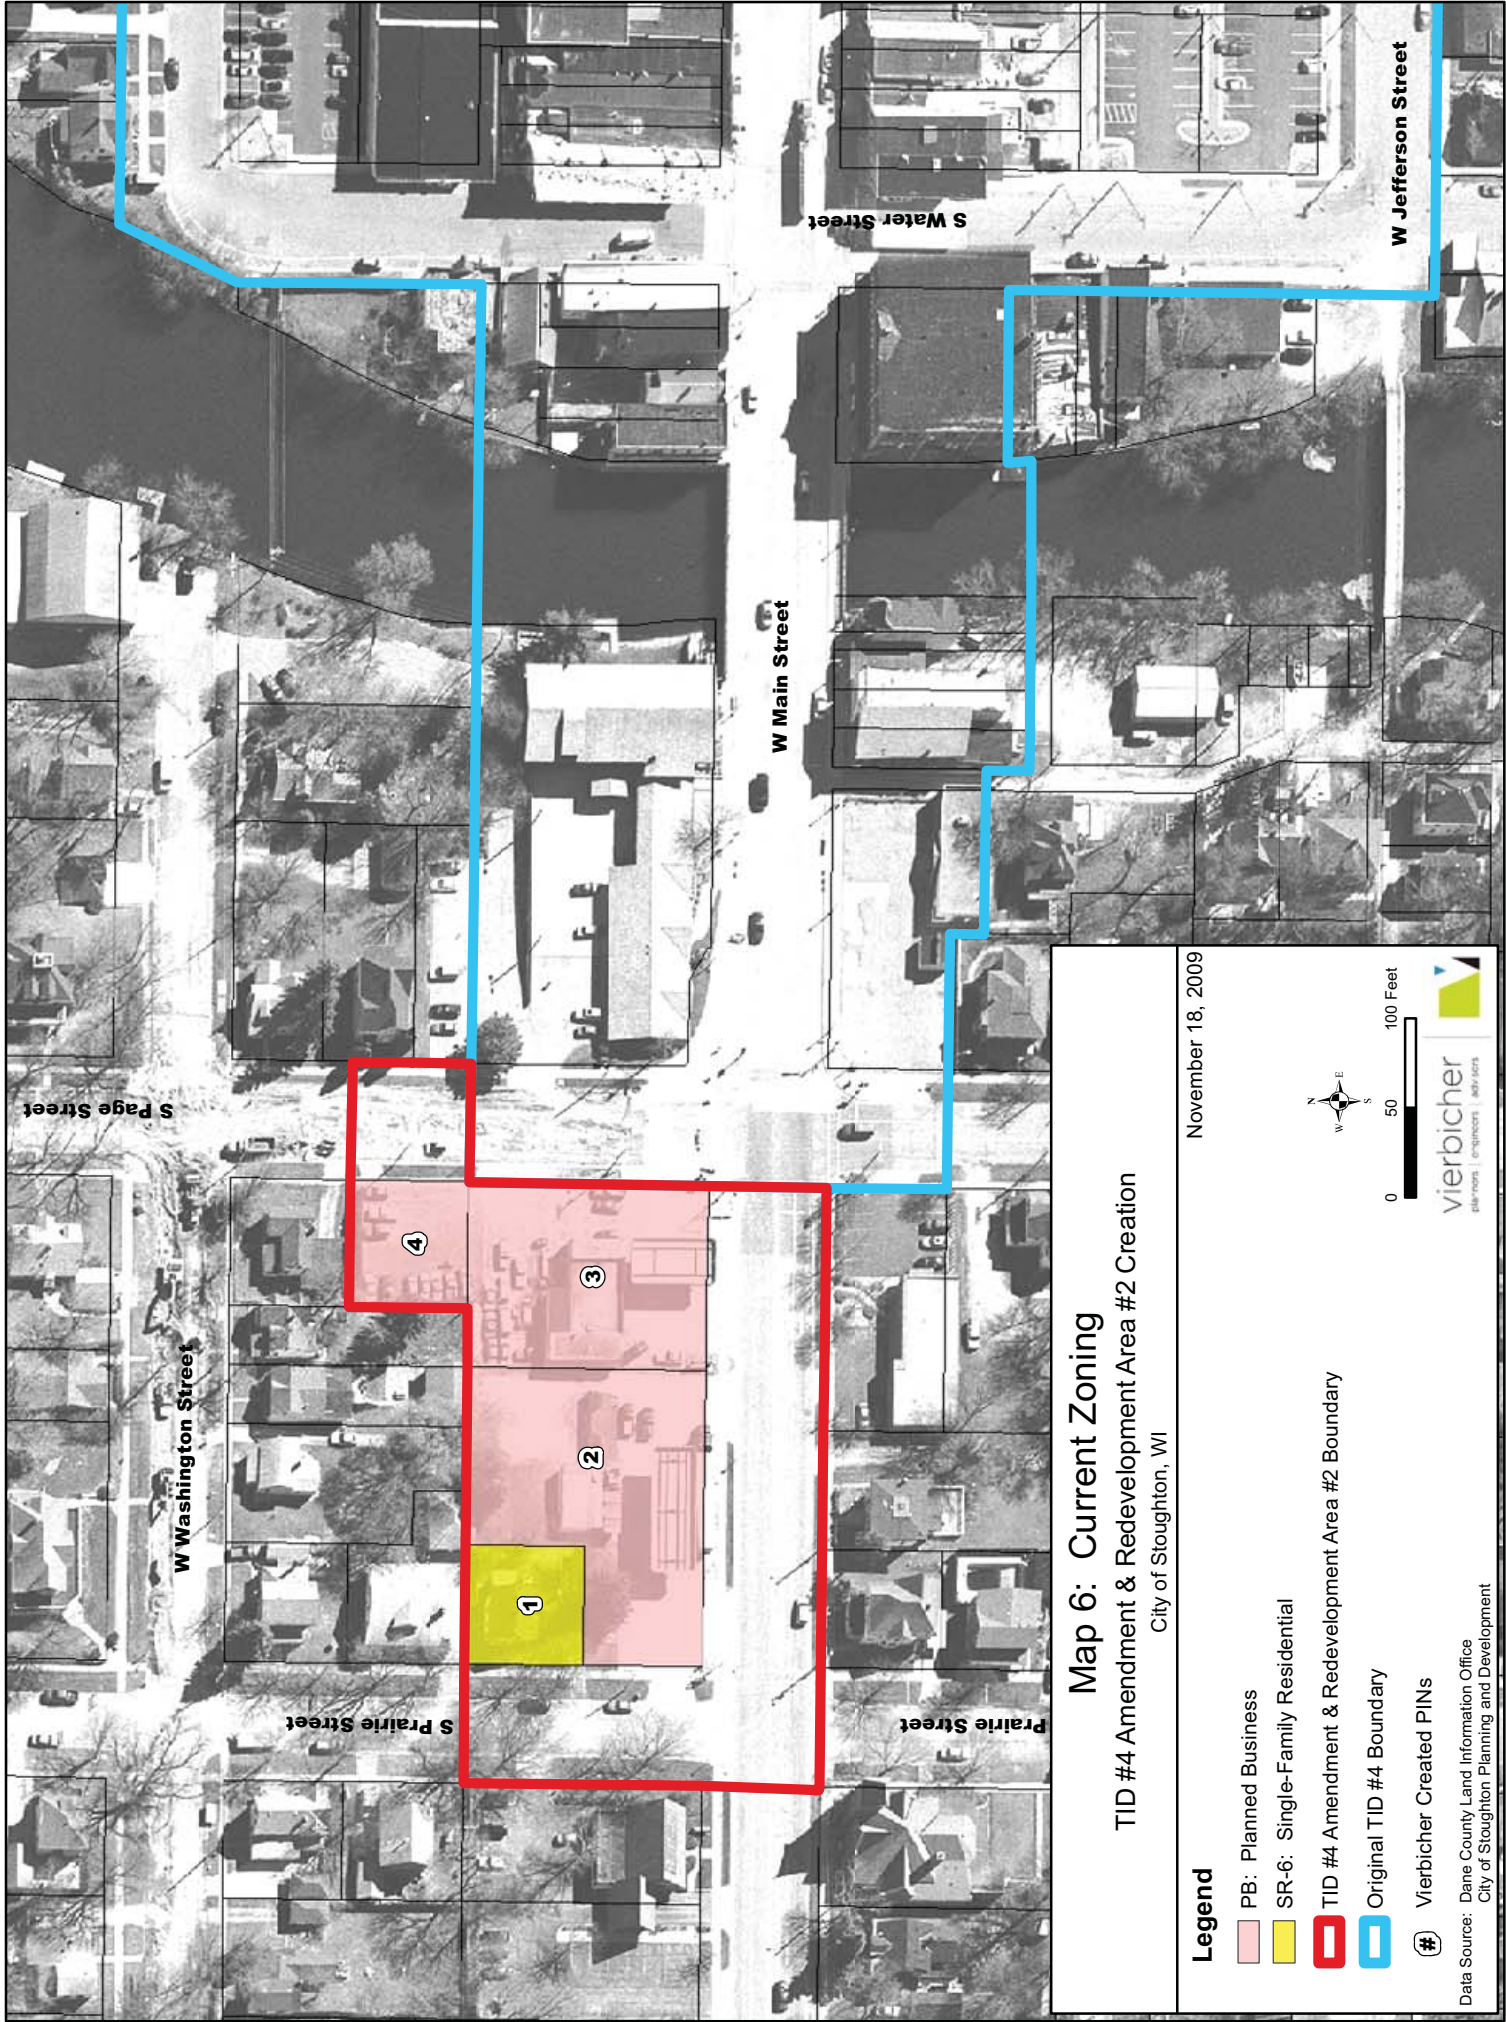 W Washington Street
S Page Street
S Prairie Street
Prairie Street
W Main Street
S Water Street
W Jefferson Street
1
2
3
4
Map 6: Current Zoning
TID #4 Amendment & Redevelopment Area #2 Creation
City of Stoughton, WI
November 18, 2009
Legend
PB: Planned Business
SR-6: Single-Family Residential
TID #4 Amendment & Redevelopment Area #2 Boundary
Original TID #4 Boundary
# Vierbicher Created PINs
Data Source: Dane County Land Information Office
City of Stoughton Planning and Development
N
W E
S
0 50 100 Feet
vierbicher
planners | engineers | advisors